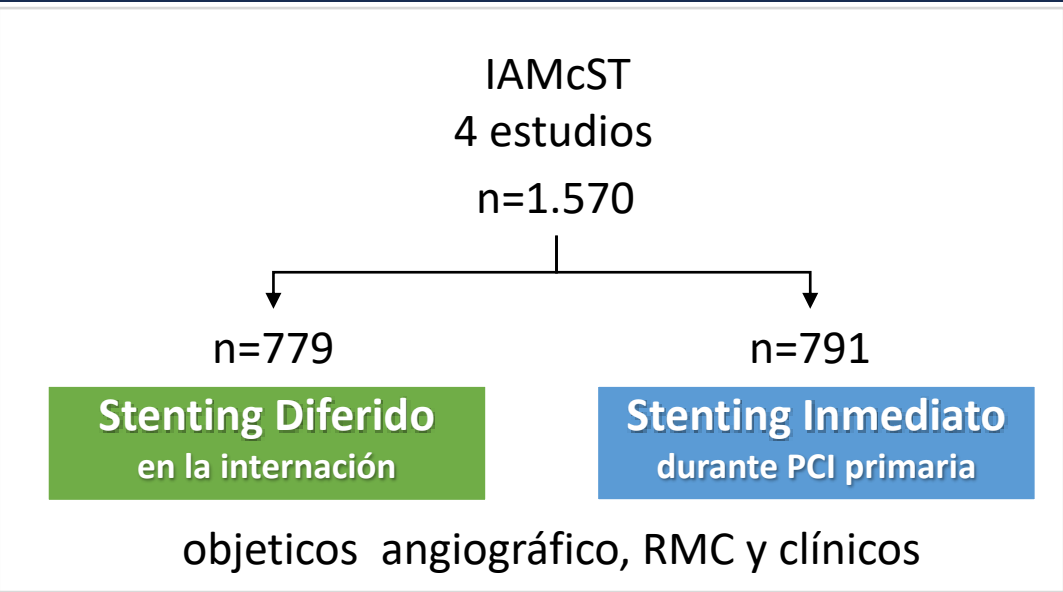 IAMcST
4 estudios
n=1.570
n=779
n=791
Stenting Diferido
en la internación
Stenting Inmediato
durante PCI primaria
objeticos angiográfico, RMC y clínicos